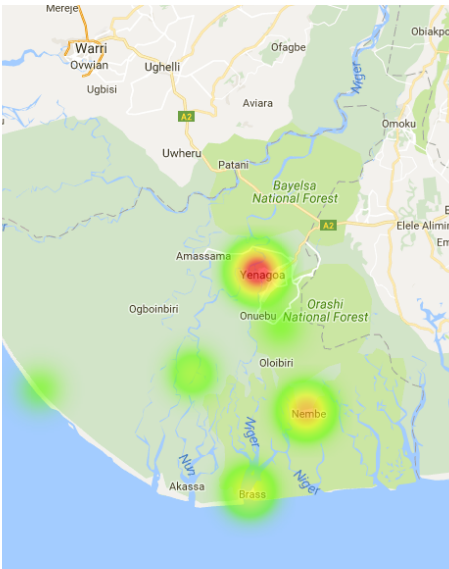 Mereje
Obiakpo
Warri
Ofagbe
Ovwian
Ughelli
Niger
Ugbisi
Aviara
A2
Omoku
Uwheru
Patani
Bayelsa
National Forest
A2
Elele Alimin
Em
Amassama
Yenagoa
Orashi
National Forest
Ogboinbiri
Onuebu
Oloibiri
Nembe
Niger
Nun
Niger
Akassa
Brass